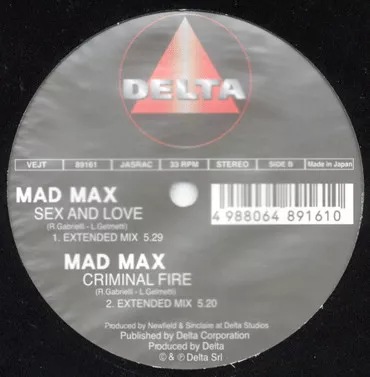 DELTA
VEJT 89161 JASRAC 33 RPM STEREO SIDE B Made in Japan
MAD MAX
SEX AND LOVE
(R.Gabrielli - L.Gelmetti)
1. EXTENDED MIX 5.29
4 988064 891610
MAD MAX
CRIMINAL FIRE
(R.Gabrielli - L.Gelmetti)
2. EXTENDED MIX 5.20
Produced by Newfield & Sinclaire at Delta Studios
Published by Delta Corporation
Produced by Delta
© & ℗ Delta Srl